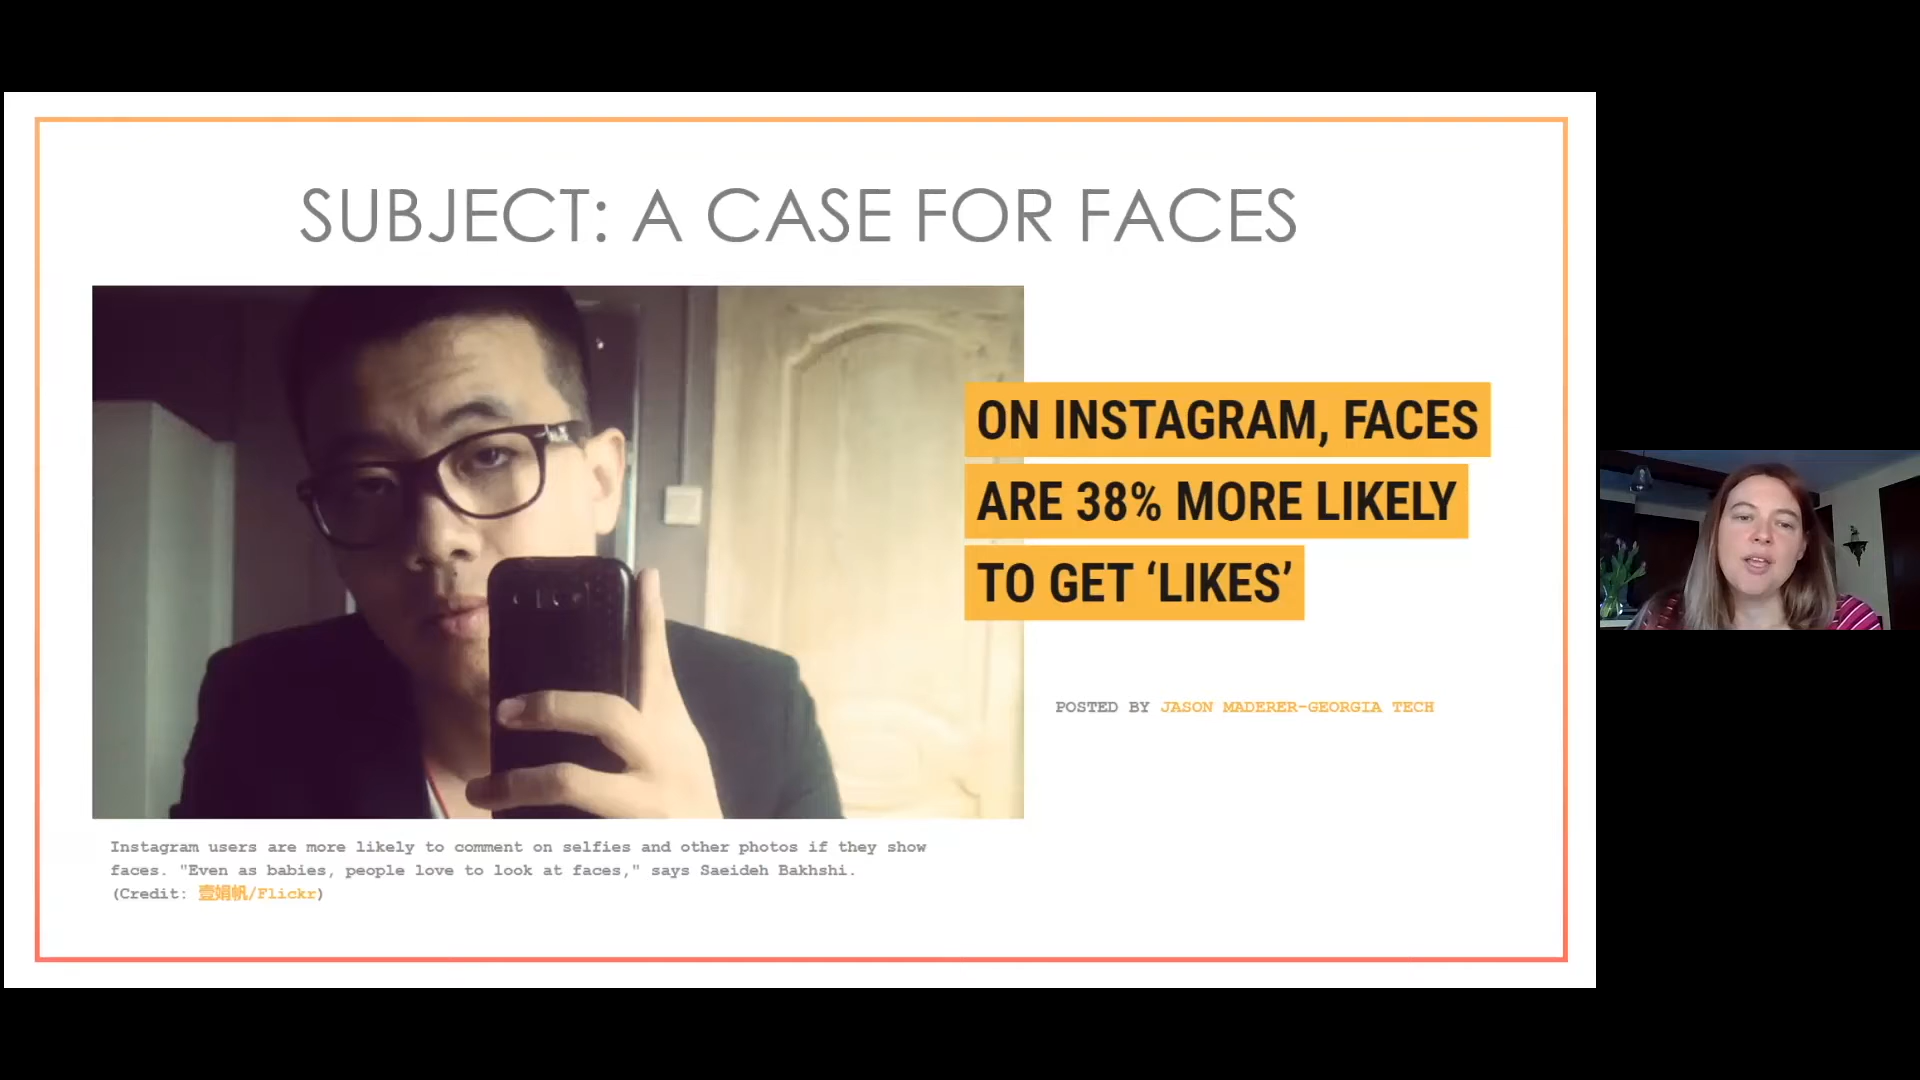 SUBJECT: A CASE FOR FACES
ON INSTAGRAM, FACES
ARE 38% MORE LIKELY
TO GET ‘LIKES’
POSTED BY JASON MADERER-GEORGIA TECH
Instagram users are more likely to comment on selfies and other photos if they show
faces. "Even as babies, people love to look at faces," says Saeideh Bakhshi.
(Credit: 壹娟帆/Flickr)